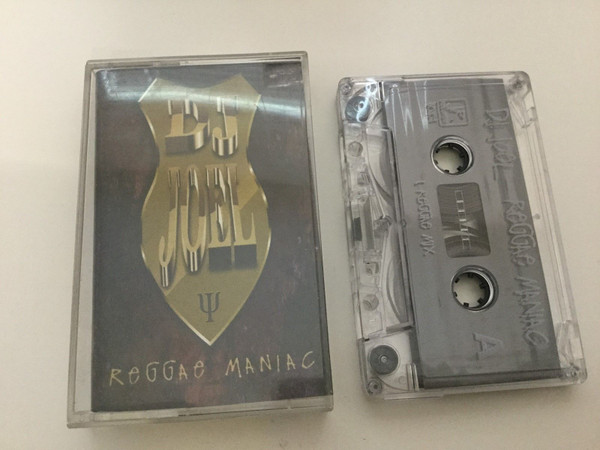 DJ
JOEL
Ψ
REGGAE MANIAC
DJ JOEL REGGAE MANIAC
1 REGGAE MIX
A